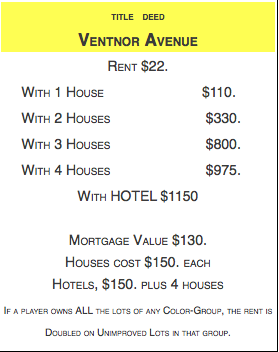 TITLE DEED
VENTNOR AVENUE
RENT $22.
WITH 1 HOUSE $110.
WITH 2 HOUSES $330.
WITH 3 HOUSES $800.
WITH 4 HOUSES $975.
WITH HOTEL $1150
MORTGAGE VALUE $130.
HOUSES COST $150. EACH
HOTELS, $150. PLUS 4 HOUSES
IF A PLAYER OWNS ALL THE LOTS OF ANY COLOR-GROUP, THE RENT IS
DOUBLED ON UNIMPROVED LOTS IN THAT GROUP.